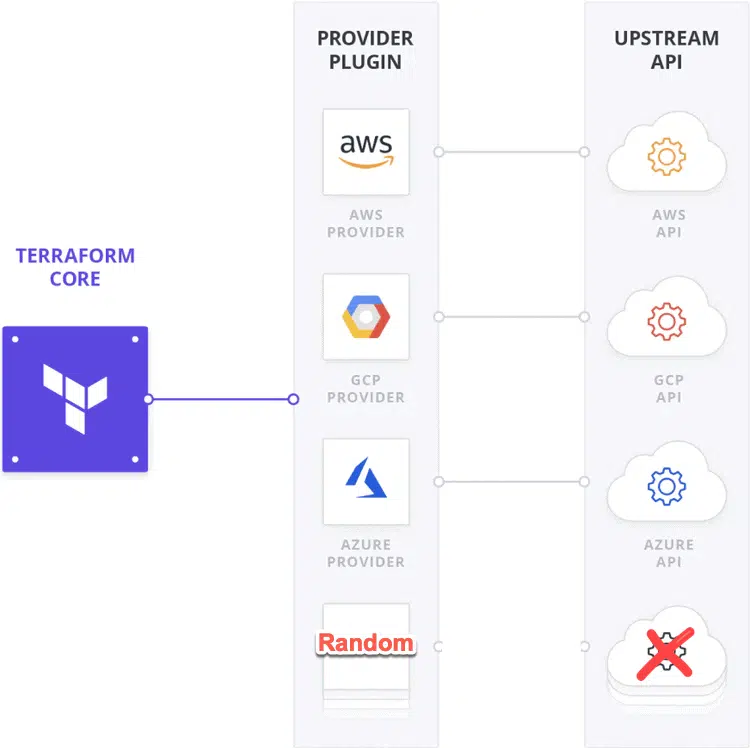 PROVIDER
PLUGIN
UPSTREAM
API
aws
AWS
PROVIDER
AWS
API
TERRAFORM
CORE
GCP
PROVIDER
GCP
API
AZURE
PROVIDER
AZURE
API
Random